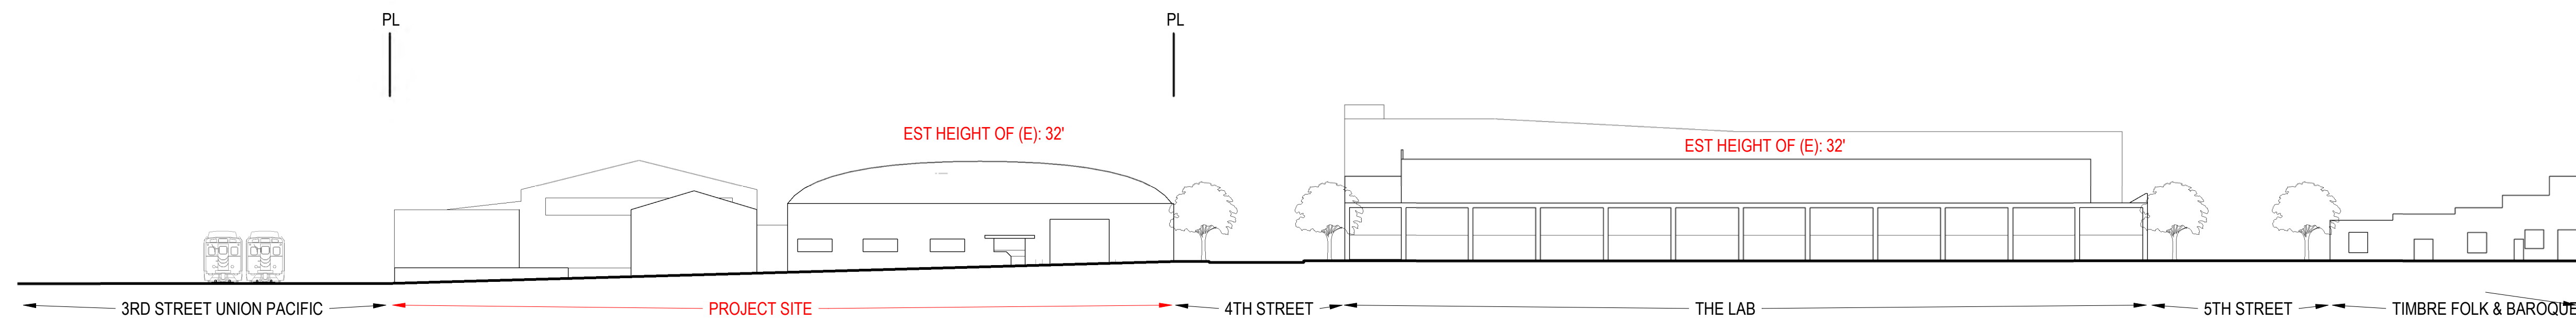 PL
PL
EST HEIGHT OF (E): 32'
EST HEIGHT OF (E): 32'
3RD STREET UNION PACIFIC
PROJECT SITE
4TH STREET
THE LAB
5TH STREET
TIMBRE FOLK & BAROQUE